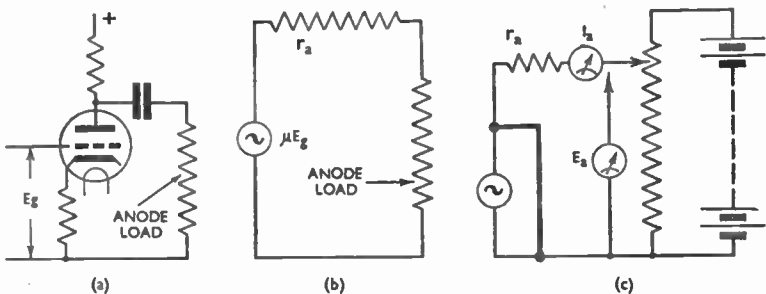 +
Eg
ANODE
LOAD
(a)
ra
µEg
ANODE
LOAD
(b)
ra
Ia
Ea
(c)